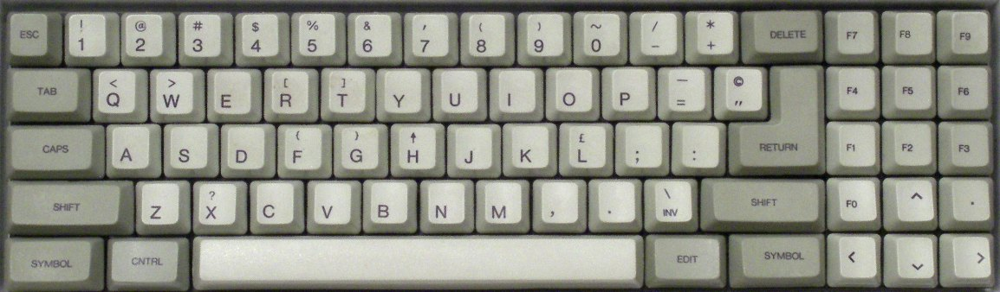 ! @ # $ % & ' ( ) ~ / *
ESC 1 2 3 4 5 6 7 8 9 0 - + DELETE F7 F8 F9
< > [ ] — ©
TAB Q W E R T Y U I O P = " F4 F5 F6
( ) ↑ £
CAPS A S D F G H J K L ; : RETURN F1 F2 F3
? \
SHIFT Z X C V B N M , . INV SHIFT F0 ^ .
SYMBOL CNTRL EDIT SYMBOL < ⌄ >